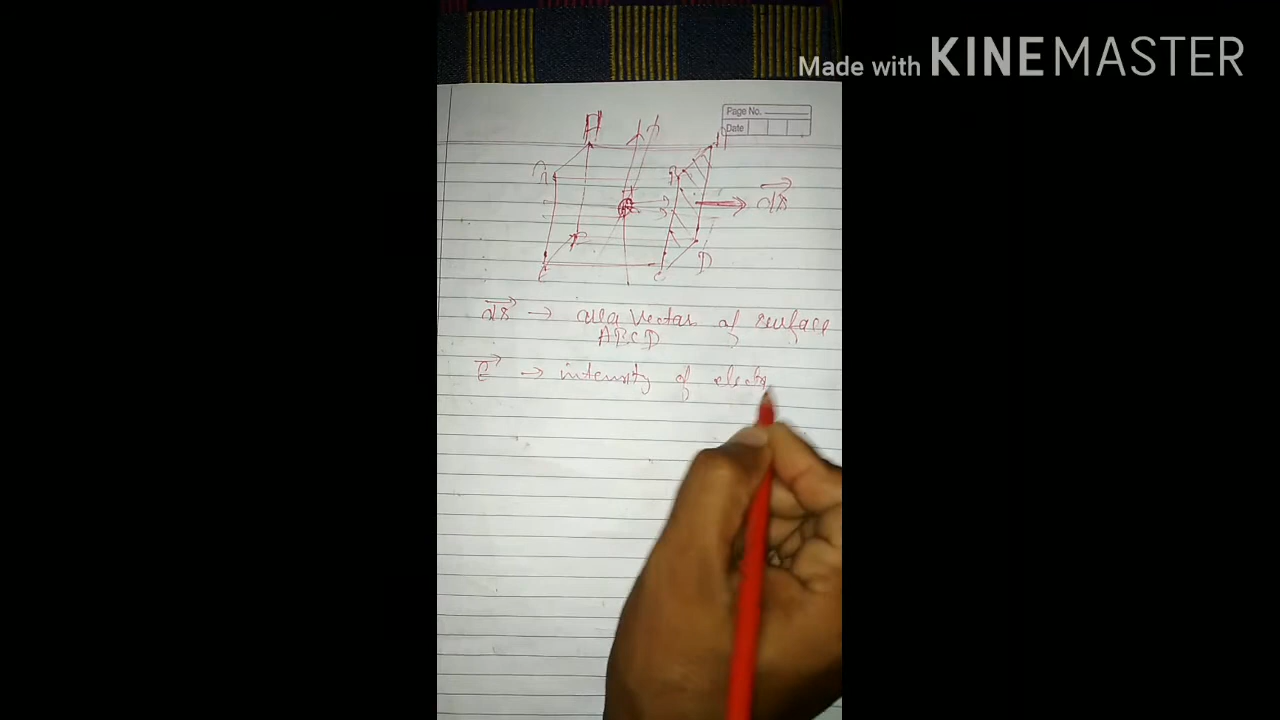 Made with KINEMASTER
Page No.
Date
H
A
B
D
ds
ds → area vector of surface
ABCD
E → intensity of electr